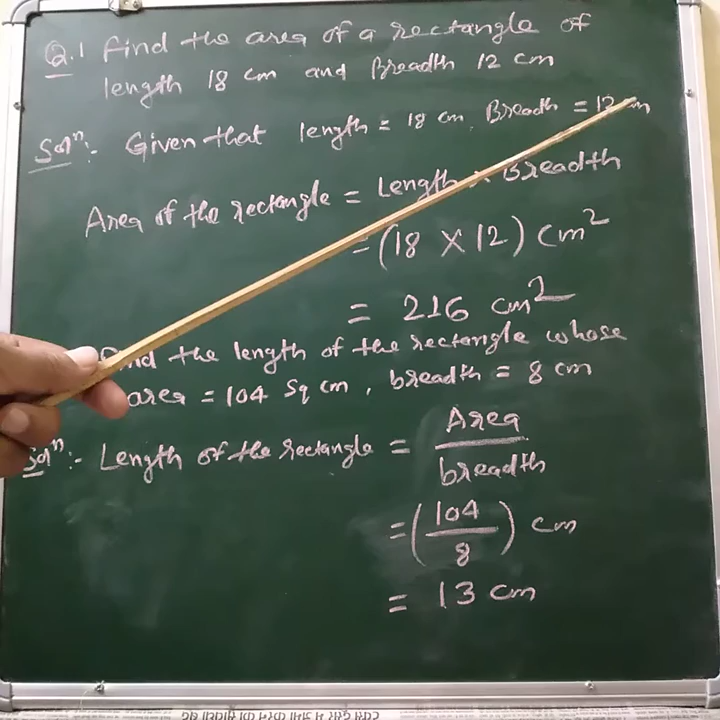 Q.1 Find the area of a rectangle of
length 18 cm and Breadth 12 cm
Solⁿ:- Given that length = 18 cm, Breadth = 12 cm
Area of the rectangle = Length × Breadth
= (18 × 12) cm²
= 216 cm²
Find the length of the rectangle whose
area = 104 Sq cm, breadth = 8 cm
Solⁿ:- Length of the rectangle = Area / breadth
= (104 / 8) cm
= 13 cm